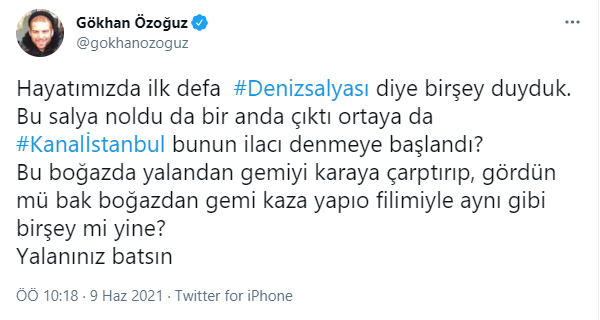 Gökhan Özoğuz
@gokhanozoguz
Hayatımızda ilk defa #Denizsalyası diye birşey duyduk.
Bu salya noldu da bir anda çıktı ortaya da
#Kanalİstanbul bunun ilacı denmeye başlandı?
Bu boğazda yalandan gemiyi karaya çarptırıp, gördün
mü bak boğazdan gemi kaza yapıo filimiyle aynı gibi
birşey mi yine?
Yalanınız batsın
ÖÖ 10:18 · 9 Haz 2021 · Twitter for iPhone